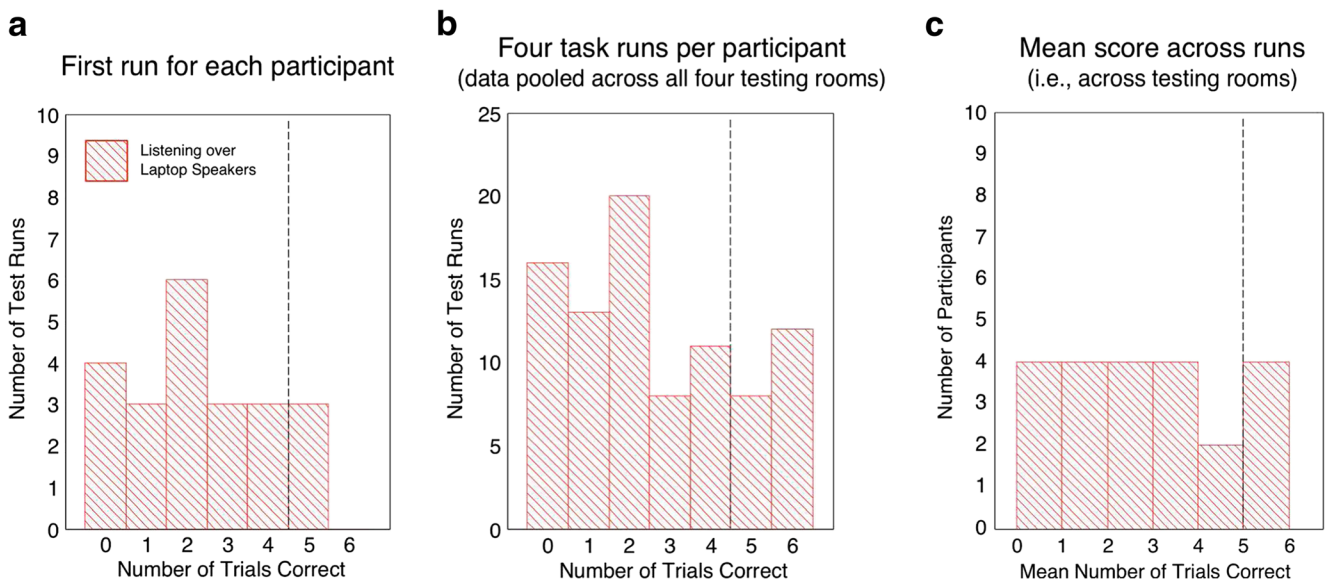 a
First run for each participant
10
9
8
7
6
5
4
3
2
1
0
Number of Test Runs
Listening over
Laptop Speakers
0 1 2 3 4 5 6
Number of Trials Correct
b
Four task runs per participant
(data pooled across all four testing rooms)
25
20
15
10
5
0
Number of Test Runs
0 1 2 3 4 5 6
Number of Trials Correct
c
Mean score across runs
(i.e., across testing rooms)
10
9
8
7
6
5
4
3
2
1
0
Number of Participants
0 1 2 3 4 5 6
Mean Number of Trials Correct